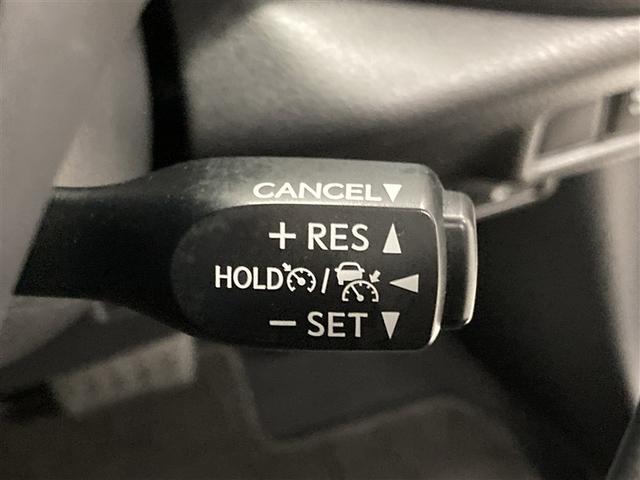 CANCEL▼
+ RES ▲
HOLD / ◀
− SET ▼